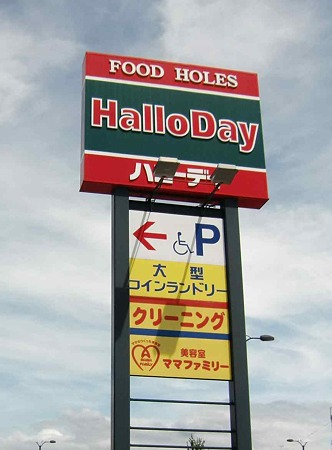 FOOD HOLES
HalloDay
ハローデイ
P
大型
コインランドリー
クリーニング
A
美容室
ママファミリー